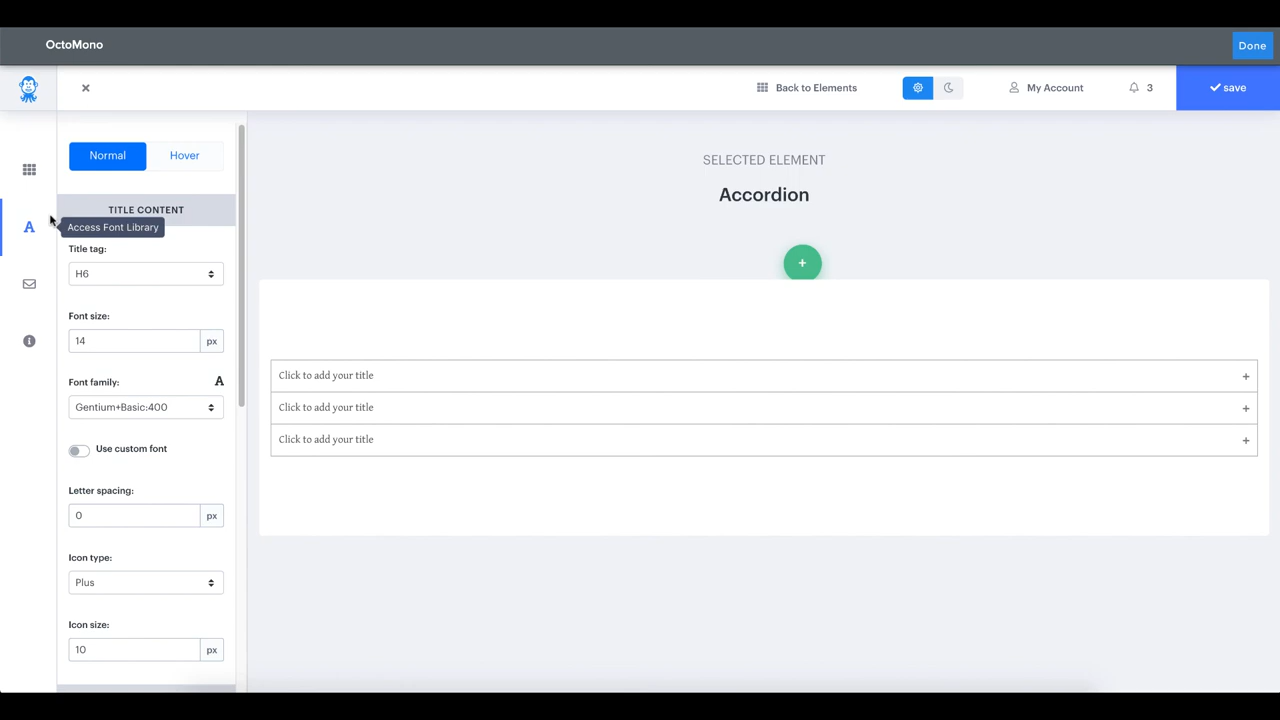 OctoMono
Done
Back to Elements
My Account
3
save
Normal
Hover
TITLE CONTENT
A
Access Font Library
Title tag:
H6
Font size:
14
px
Font family:
A
Gentium+Basic:400
Use custom font
Letter spacing:
0
px
Icon type:
Plus
Icon size:
10
px
SELECTED ELEMENT
Accordion
+
Click to add your title
+
Click to add your title
+
Click to add your title
+